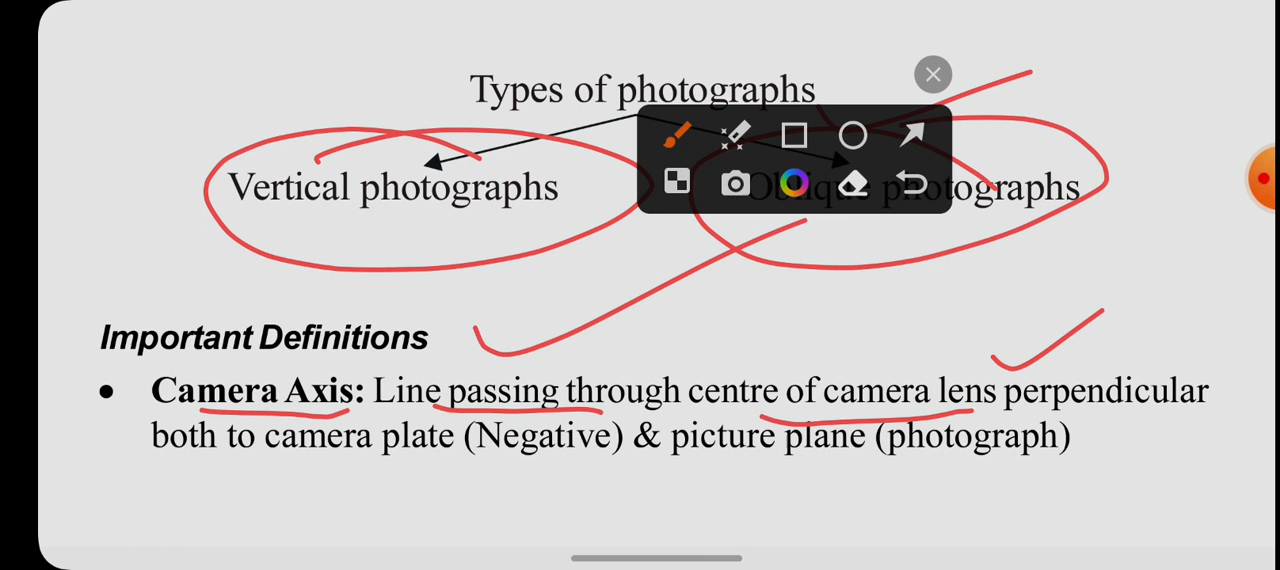 Types of photographs
Vertical photographs Oblique photographs
Important Definitions
• Camera Axis: Line passing through centre of camera lens perpendicular
both to camera plate (Negative) & picture plane (photograph)